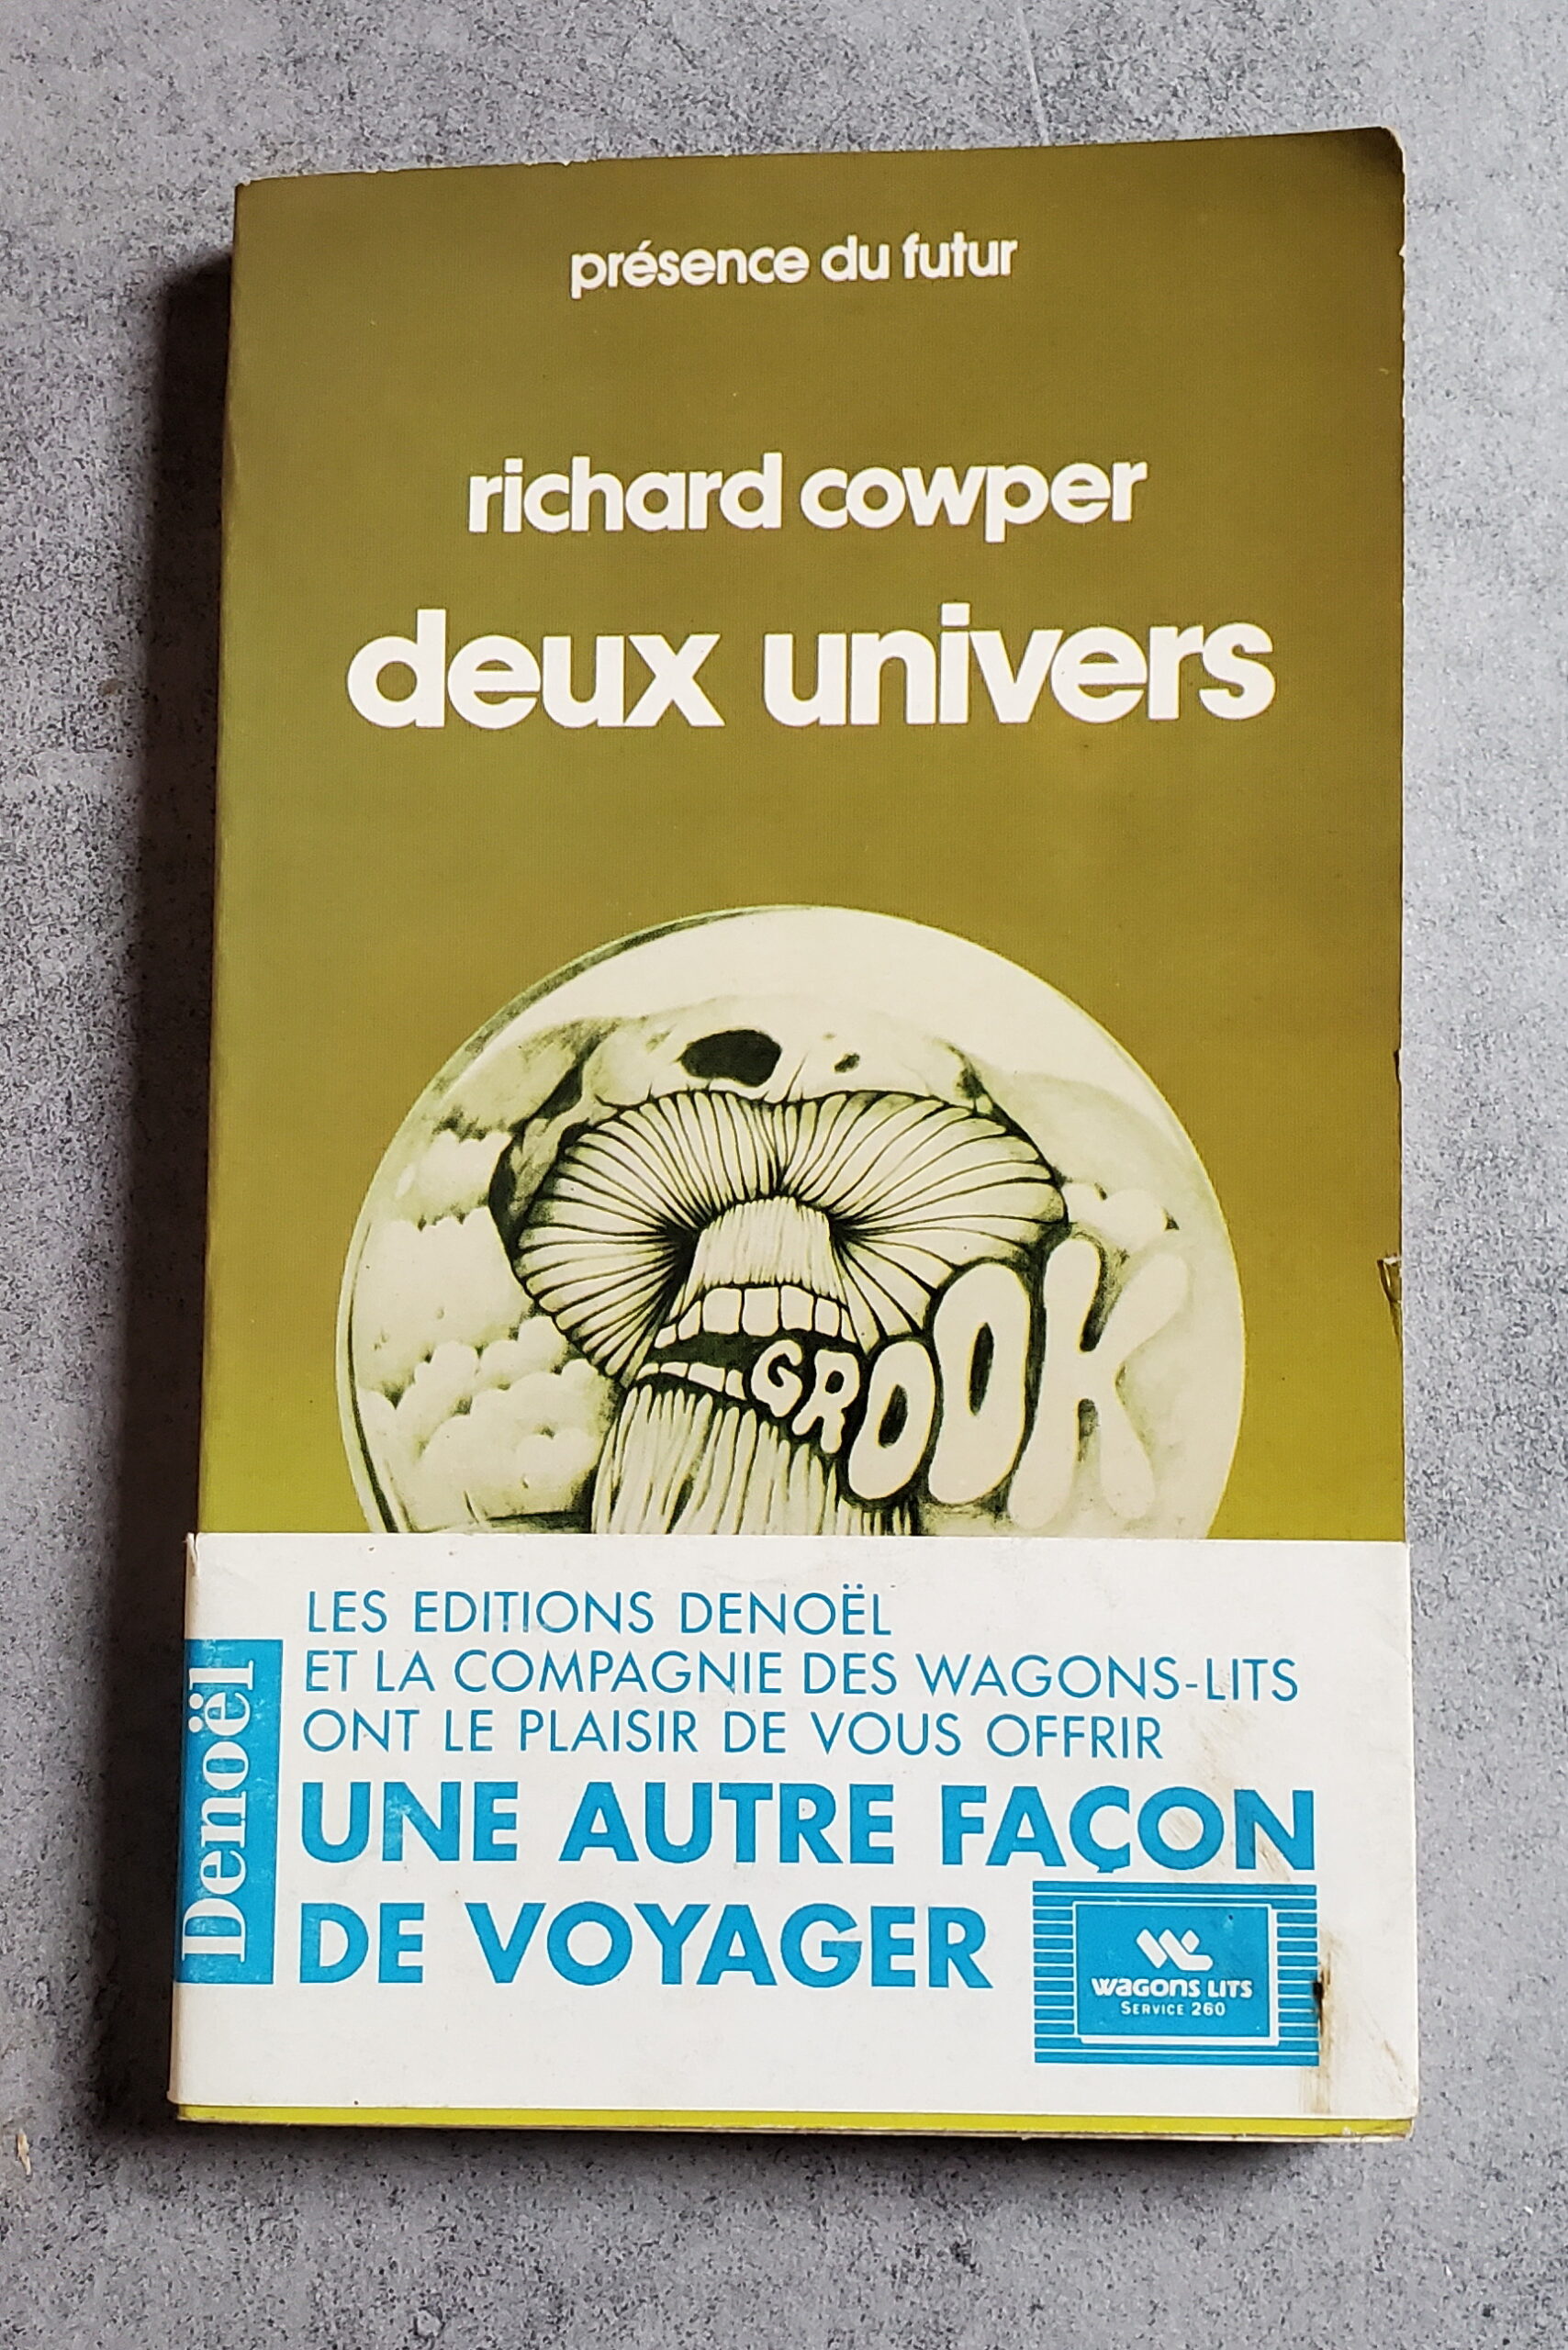 présence du futur
richard cowper
deux univers
GROOK
LES EDITIONS DENOËL
ET LA COMPAGNIE DES WAGONS-LITS
ONT LE PLAISIR DE VOUS OFFRIR
UNE AUTRE FAÇON
DE VOYAGER
Denoël
WAGONS LITS
SERVICE 260